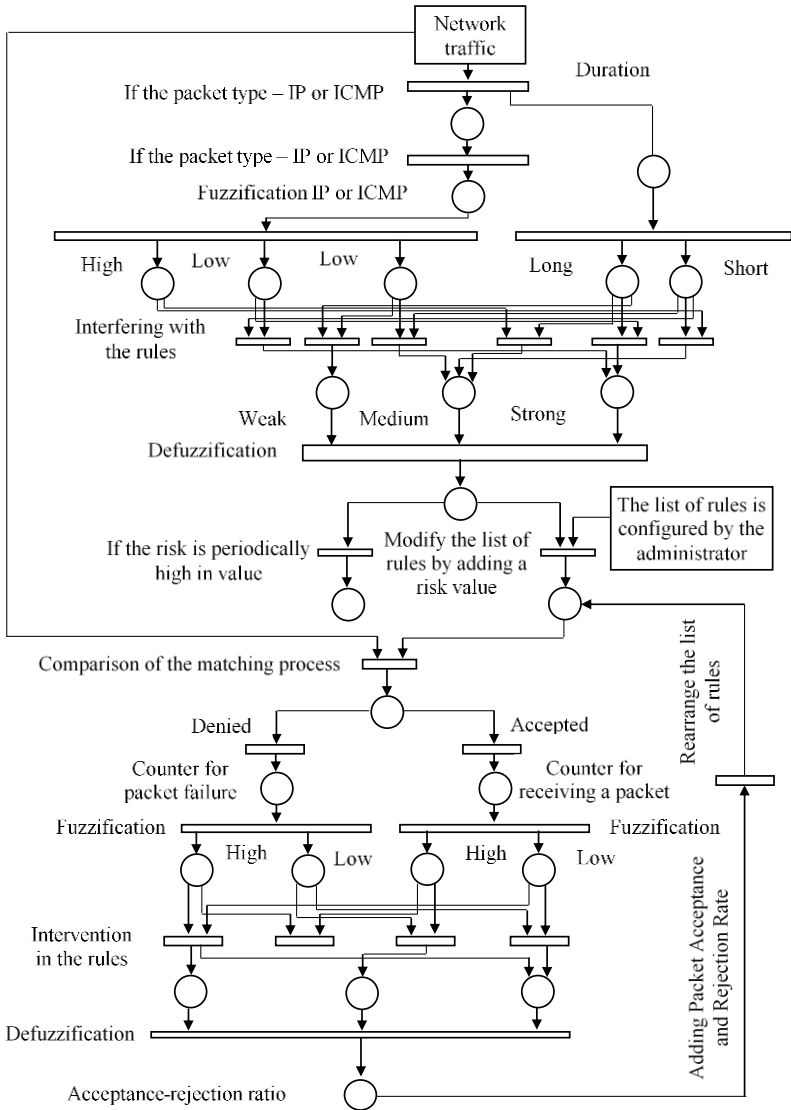 Network
traffic
Duration
If the packet type – IP or ICMP
If the packet type – IP or ICMP
Fuzzification IP or ICMP
High
Low
Low
Long
Short
Interfering with
the rules
Weak
Medium
Strong
Defuzzification
The list of rules is
configured by the
administrator
If the risk is periodically
high in value
Modify the list of
rules by adding a
risk value
Rearrange the list
of rules
Comparison of the matching process
Denied
Accepted
Counter for
packet failure
Counter for
receiving a packet
Fuzzification
High
Low
High
Low
Fuzzification
Intervention
in the rules
Adding Packet Acceptance
and Rejection Rate
Defuzzification
Acceptance-rejection ratio